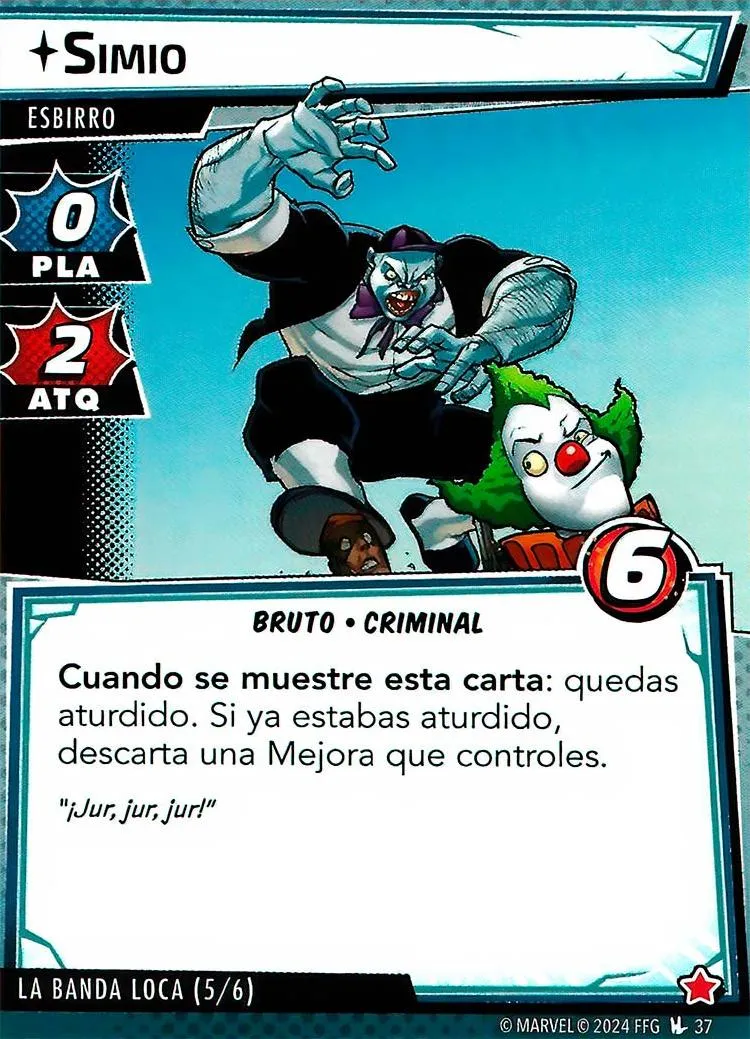 SIMIO
ESBIRRO
0
PLA
2
ATQ
6
BRUTO • CRIMINAL
Cuando se muestre esta carta: quedas
aturdido. Si ya estabas aturdido,
descarta una Mejora que controles.
"¡Jur, jur, jur!"
LA BANDA LOCA (5/6)
© MARVEL © 2024 FFG 37